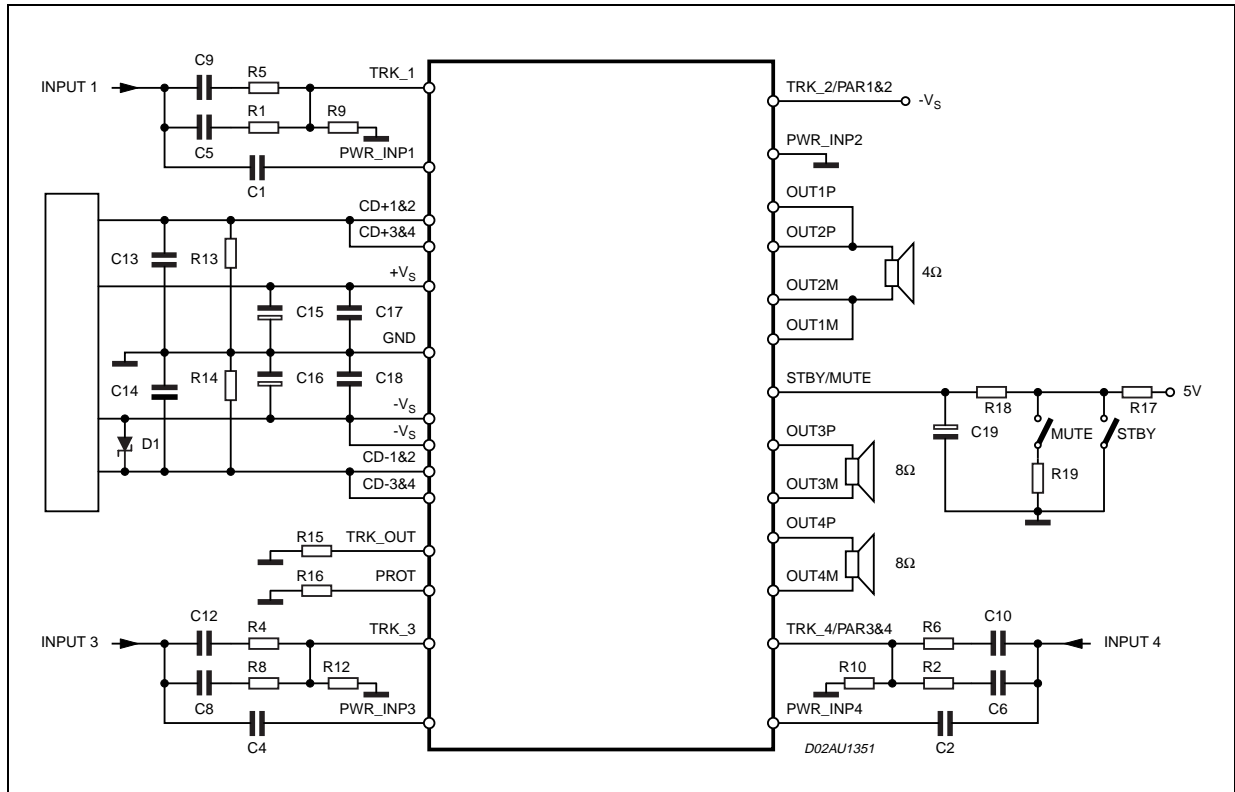 C9
R5
TRK_1
INPUT 1
R1
R9
C5
PWR_INP1
C1
CD+1&2
CD+3&4
C13
R13
+VS
C15
C17
GND
C14
R14
C16
C18
-VS
-VS
D1
CD-1&2
CD-3&4
R15
TRK_OUT
R16
PROT
C12
R4
TRK_3
INPUT 3
R8
R12
C8
PWR_INP3
C4
TRK_2/PAR1&2
-VS
PWR_INP2
OUT1P
OUT2P
4Ω
OUT2M
OUT1M
STBY/MUTE
5V
R18
R17
C19
MUTE
STBY
R19
OUT3P
8Ω
OUT3M
OUT4P
8Ω
OUT4M
TRK_4/PAR3&4
R6
C10
INPUT 4
R10
R2
C6
PWR_INP4
C2
D02AU1351